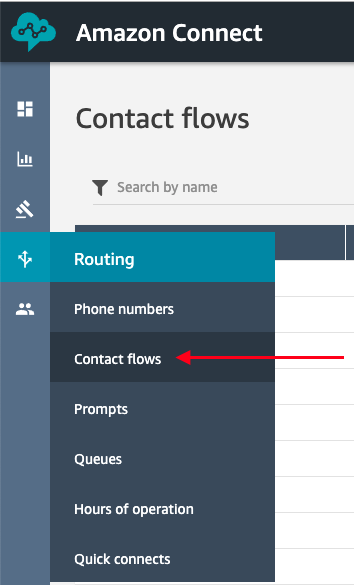 Amazon Connect
Contact flows
Search by name
Routing
Phone numbers
Contact flows
Prompts
Queues
Hours of operation
Quick connects